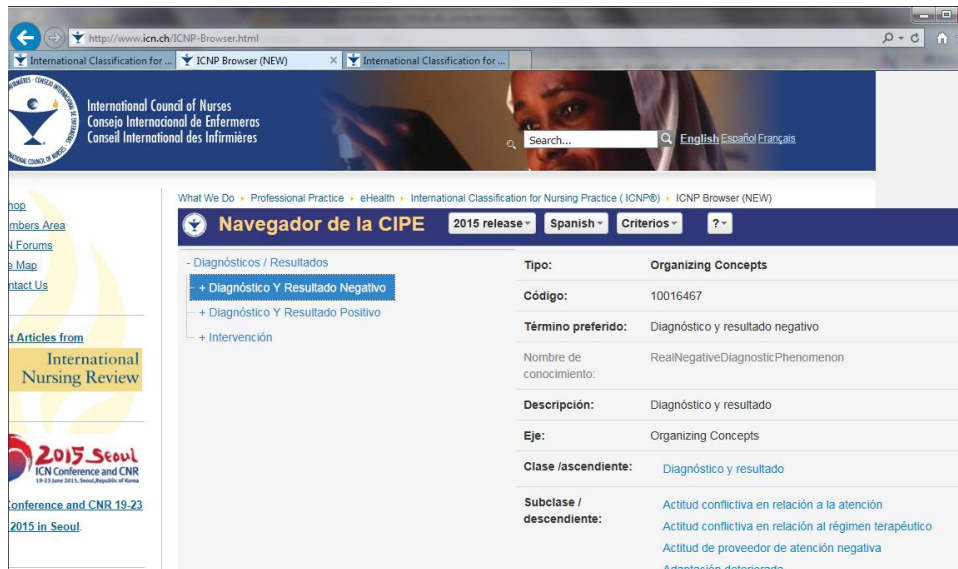 http://www.icn.ch/ICNP-Browser.html
International Classification for ...
ICNP Browser (NEW)
International Classification for ...
International Council of Nurses
Consejo Internacional de Enfermeras
Conseil International des Infirmières
Search...
English Español Français
What We Do Professional Practice eHealth International Classification for Nursing Practice ( ICNP®) ICNP Browser (NEW)
Navegador de la CIPE
2015 release
Spanish
Criterios
?
hop
mbers Area
Forums
e Map
ntact Us
t Articles from
International
Nursing Review
2015 Seoul
ICN Conference and CNR
19-23 June 2015, Seoul, Republic of Korea
Conference and CNR 19-23
2015 in Seoul.
- Diagnósticos / Resultados
+ Diagnóstico Y Resultado Negativo
+ Diagnóstico Y Resultado Positivo
+ Intervención
Tipo: Organizing Concepts
Código: 10016467
Término preferido: Diagnóstico y resultado negativo
Nombre de conocimiento: RealNegativeDiagnosticPhenomenon
Descripción: Diagnóstico y resultado
Eje: Organizing Concepts
Clase /ascendiente: Diagnóstico y resultado
Subclase / descendiente:
Actitud conflictiva en relación a la atención
Actitud conflictiva en relación al régimen terapéutico
Actitud de proveedor de atención negativa
Adaptación deteriorada